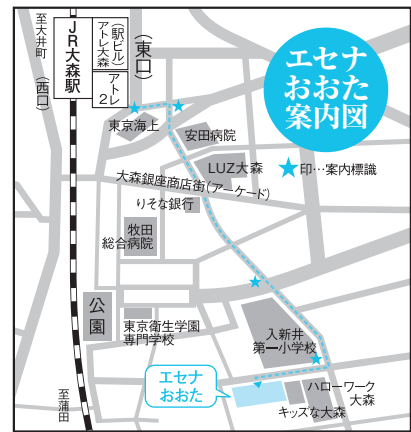 エセナ
おおた
案内図
至大井町
(西口)
JR大森駅
(駅ビル)
アトレ大森
アトレ2
(東口)
東京海上
安田病院
LUZ大森
★印…案内標識
大森銀座商店街(アーケード)
りそな銀行
牧田
総合病院
公園
東京衛生学園
専門学校
入新井
第一小学校
エセナ
おおた
ハローワーク
大森
キッズな大森
至蒲田